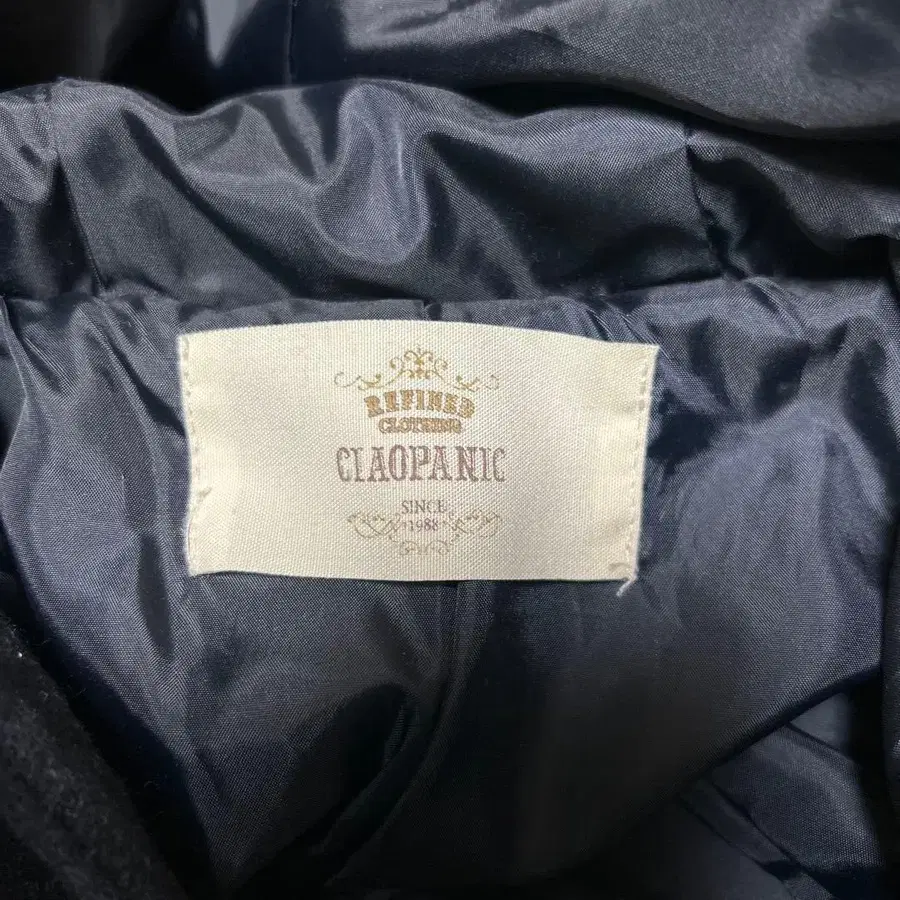 REFINED
CLOTHING
CIAOPANIC
SINCE
1988